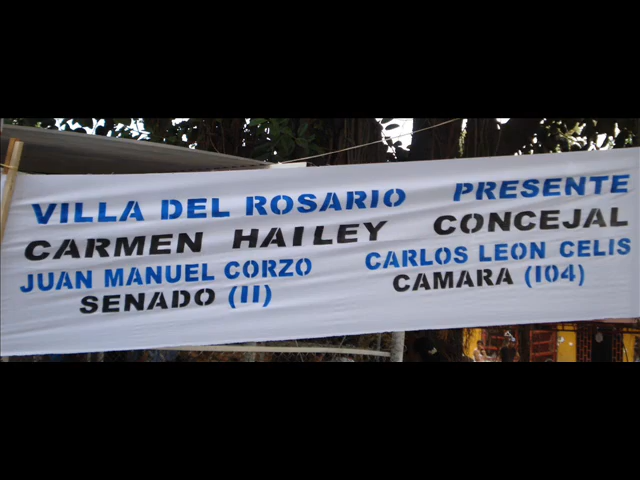 VILLA DEL ROSARIO PRESENTE
CARMEN HAILEY CONCEJAL
JUAN MANUEL CORZO CARLOS LEON CELIS
SENADO (11) CAMARA (104)